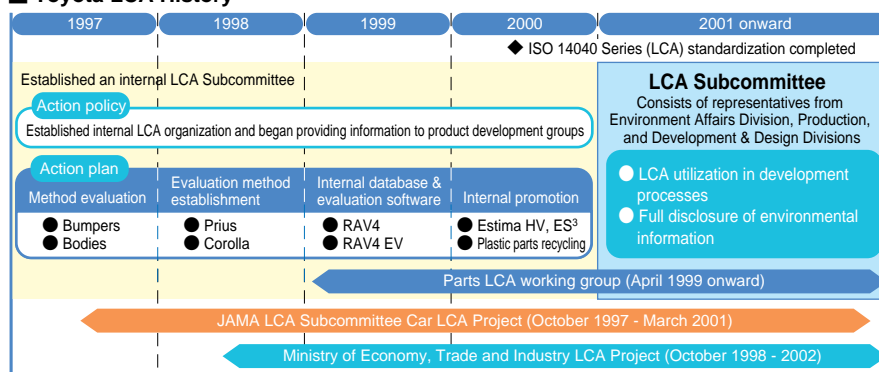 ■ Toyota LCA History
1997 1998 1999 2000 2001 onward
◆ ISO 14040 Series (LCA) standardization completed
Established an internal LCA Subcommittee
Action policy
Established internal LCA organization and began providing information to product development groups
Action plan
Method evaluation
● Bumpers
● Bodies
Evaluation method
establishment
● Prius
● Corolla
Internal database &
evaluation software
● RAV4
● RAV4 EV
Internal promotion
● Estima HV, ES³
● Plastic parts recycling
LCA Subcommittee
Consists of representatives from
Environment Affairs Division, Production,
and Development & Design Divisions
● LCA utilization in development
processes
● Full disclosure of environmental
information
Parts LCA working group (April 1999 onward)
JAMA LCA Subcommittee Car LCA Project (October 1997 - March 2001)
Ministry of Economy, Trade and Industry LCA Project (October 1998 - 2002)